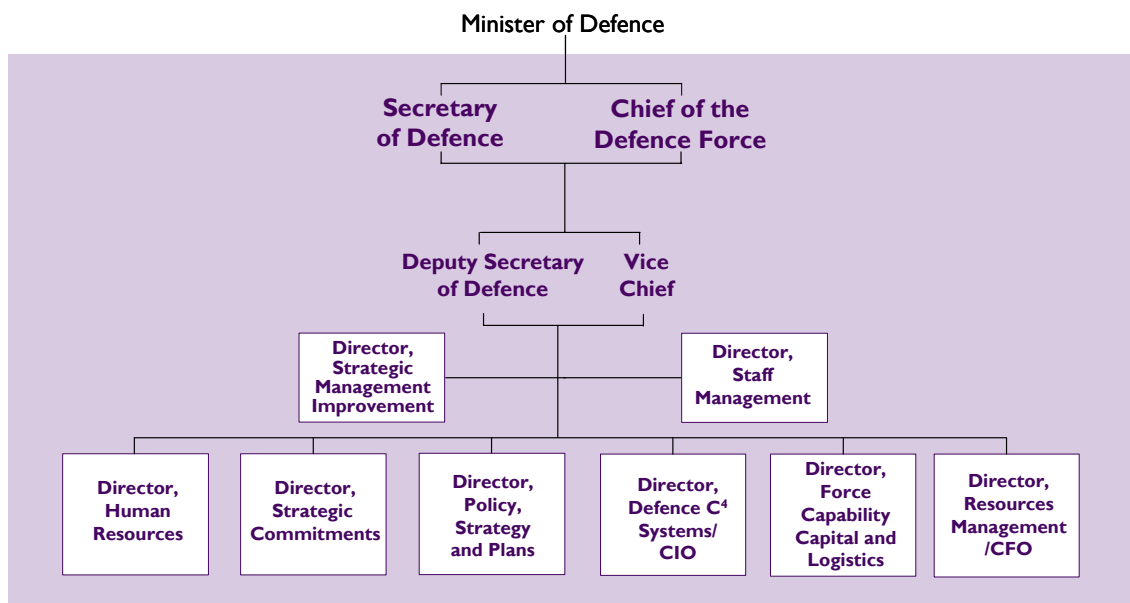 Minister of Defence
Secretary
of Defence
Chief of the
Defence Force
Deputy Secretary
of Defence
Vice
Chief
Director,
Strategic
Management
Improvement
Director,
Staff
Management
Director,
Human
Resources
Director,
Strategic
Commitments
Director,
Policy,
Strategy
and Plans
Director,
Defence C⁴
Systems/
CIO
Director,
Force
Capability
Capital and
Logistics
Director,
Resources
Management
/CFO